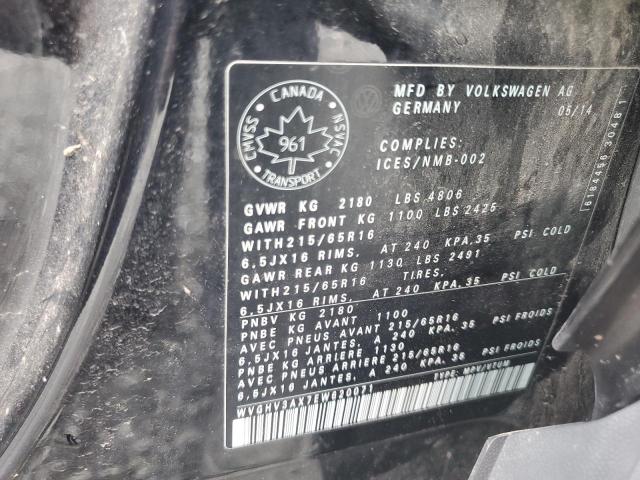 CANADA
CMVSS
NSVAC
961
TRANSPORT
MFD BY VOLKSWAGEN AG
GERMANY 05/14
COMPLIES:
ICES/NMB-002
GVWR KG 2180 LBS 4806
GAWR FRONT KG 1100 LBS 2425
WITH215/65R16
6,5JX16 RIMS, AT 240 KPA,35 PSI COLD
GAWR REAR KG 1130 LBS 2491
WITH215/65R16 TIRES,
6,5JX16 RIMS, AT 240 KPA,35 PSI COLD
PNBV KG 2180
PNBE KG AVANT 1100
AVEC PNEUS AVANT 215/65R16
6,5JX16 JANTES, A 240 KPA,35 PSI FROIDS
PNBE KG ARRIERE 1130
AVEC PNEUS ARRIERE 215/65R16
6,5JX16 JANTES, A 240 KPA,35 PSI FROIDS
WVGHV3AX7EW620071 TYPE: MPV/VTUM